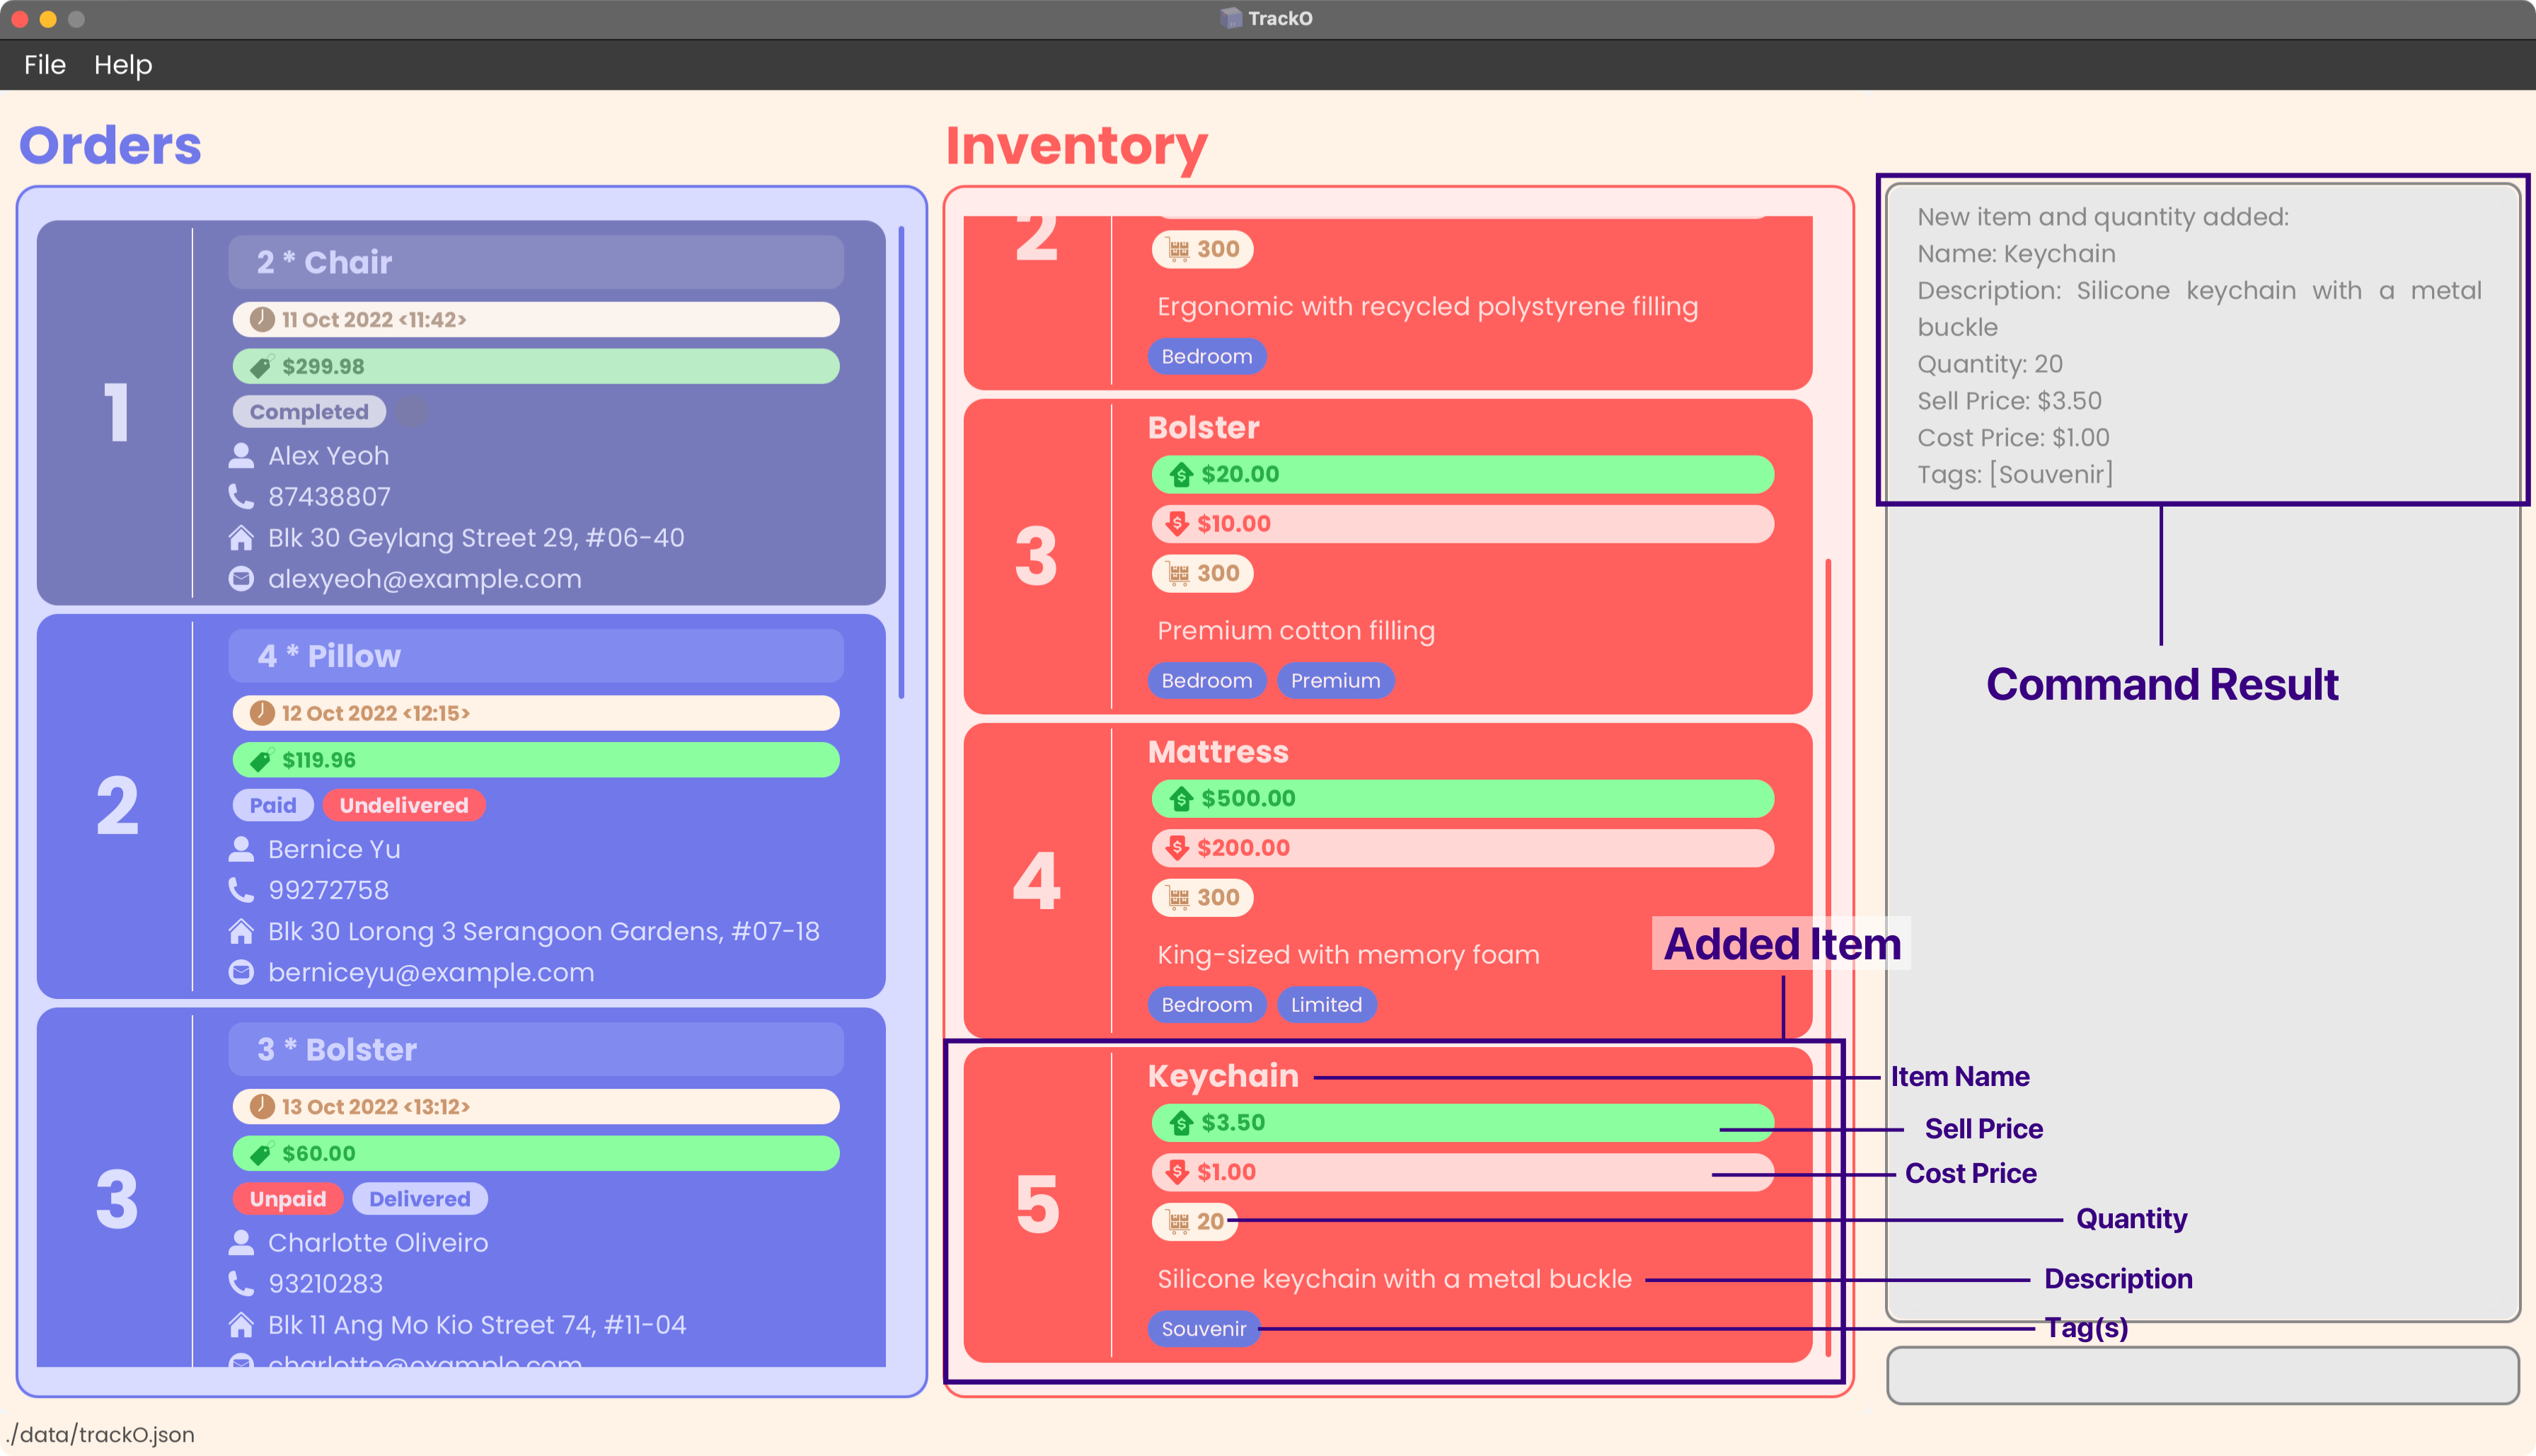 TrackO
File Help
Orders
1
2 * Chair
11 Oct 2022 <11:42>
$299.98
Completed
Alex Yeoh
87438807
Blk 30 Geylang Street 29, #06-40
alexyeoh@example.com
2
4 * Pillow
12 Oct 2022 <12:15>
$119.96
Paid Undelivered
Bernice Yu
99272758
Blk 30 Lorong 3 Serangoon Gardens, #07-18
berniceyu@example.com
3
3 * Bolster
13 Oct 2022 <13:12>
$60.00
Unpaid Delivered
Charlotte Oliveiro
93210283
Blk 11 Ang Mo Kio Street 74, #11-04
charlotte@example.com
Inventory
2
300
Ergonomic with recycled polystyrene filling
Bedroom
3
Bolster
$20.00
$10.00
300
Premium cotton filling
Bedroom Premium
4
Mattress
$500.00
$200.00
300
King-sized with memory foam
Bedroom Limited
Added Item
5
Keychain
$3.50
$1.00
20
Silicone keychain with a metal buckle
Souvenir
Item Name
Sell Price
Cost Price
Quantity
Description
Tag(s)
New item and quantity added:
Name: Keychain
Description: Silicone keychain with a metal
buckle
Quantity: 20
Sell Price: $3.50
Cost Price: $1.00
Tags: [Souvenir]
Command Result
./data/trackO.json